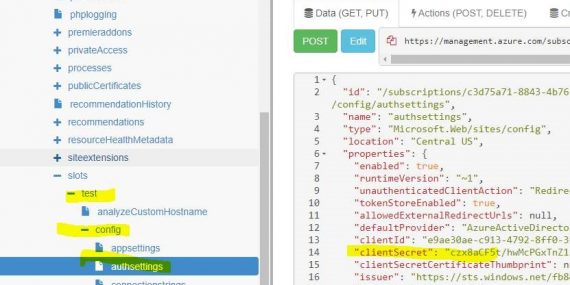 phplogging
premieraddons
privateAccess
processes
publicCertificates
recommendationHistory
recommendations
resourceHealthMetadata
siteextensions
slots
test
analyzeCustomHostname
config
appsettings
authsettings
connectionstrings
Data (GET, PUT)
Actions (POST, DELETE)
POST
Edit
https://management.azure.com/subsc
1 {
2 "id": "/subscriptions/c3d75a71-8843-4b76
/config/authsettings",
3 "name": "authsettings",
4 "type": "Microsoft.Web/sites/config",
5 "location": "Central US",
6 "properties": {
7 "enabled": true,
8 "runtimeVersion": "~1",
9 "unauthenticatedClientAction": "Redire
10 "tokenStoreEnabled": true,
11 "allowedExternalRedirectUrls": null,
12 "defaultProvider": "AzureActiveDirect
13 "clientId": "e9ae30ae-c913-4792-8ff0-3
14 "clientSecret": "czx8aCF5t/hwMcPGxTnZ1
15 "clientSecretCertificateThumbprint": n
16 "issuer": "https://sts.windows.net/fb8